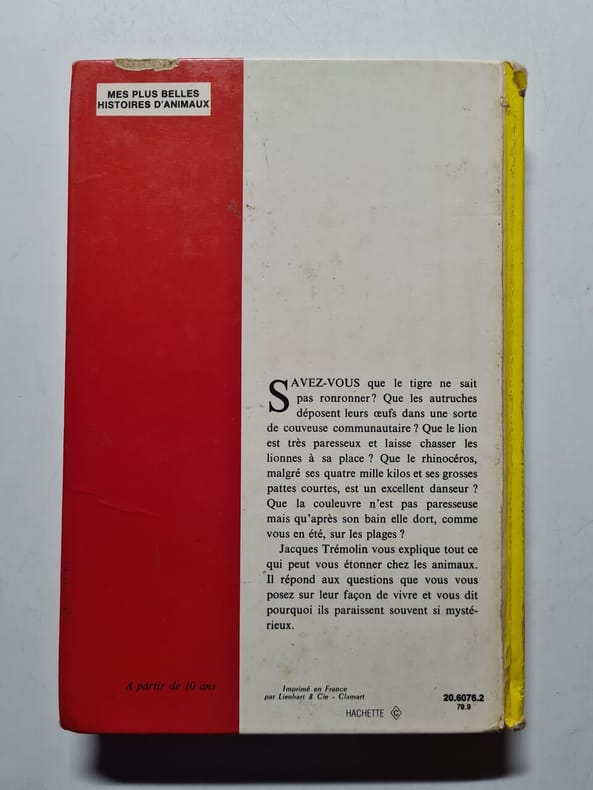 MES PLUS BELLES
HISTOIRES D'ANIMAUX
SAVEZ-VOUS que le tigre ne sait
pas ronronner ? Que les autruches
déposent leurs œufs dans une sorte
de couveuse communautaire ? Que le lion
est très paresseux et laisse chasser les
lionnes à sa place ? Que le rhinocéros,
malgré ses quatre mille kilos et ses grosses
pattes courtes, est un excellent danseur ?
Que la couleuvre n'est pas paresseuse
mais qu'après son bain elle dort, comme
vous en été, sur les plages ?
Jacques Trémolin vous explique tout ce
qui peut vous étonner chez les animaux.
Il répond aux questions que vous vous
posez sur leur façon de vivre et vous dit
pourquoi ils paraissent souvent si mysté-
rieux.
A partir de 10 ans
Imprimé en France
par Lienhart & Cie - Clamart
HACHETTE C
20.6076.2
79.9